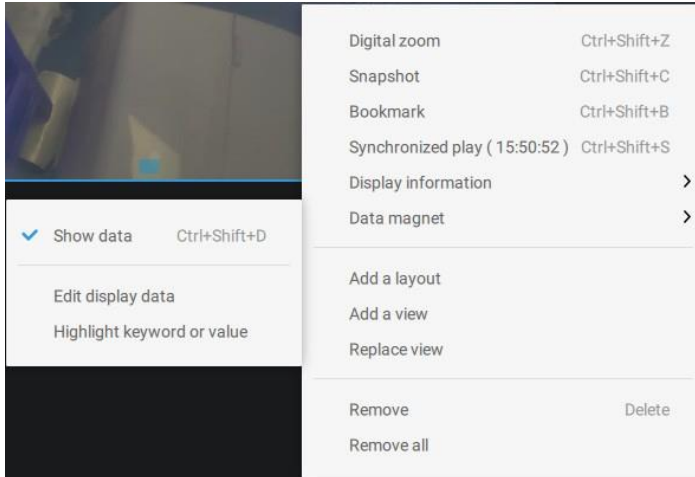 Digital zoom Ctrl+Shift+Z
Snapshot Ctrl+Shift+C
Bookmark Ctrl+Shift+B
Synchronized play ( 15:50:52 ) Ctrl+Shift+S
Display information
Data magnet
Add a layout
Add a view
Replace view
Remove Delete
Remove all
Show data Ctrl+Shift+D
Edit display data
Highlight keyword or value